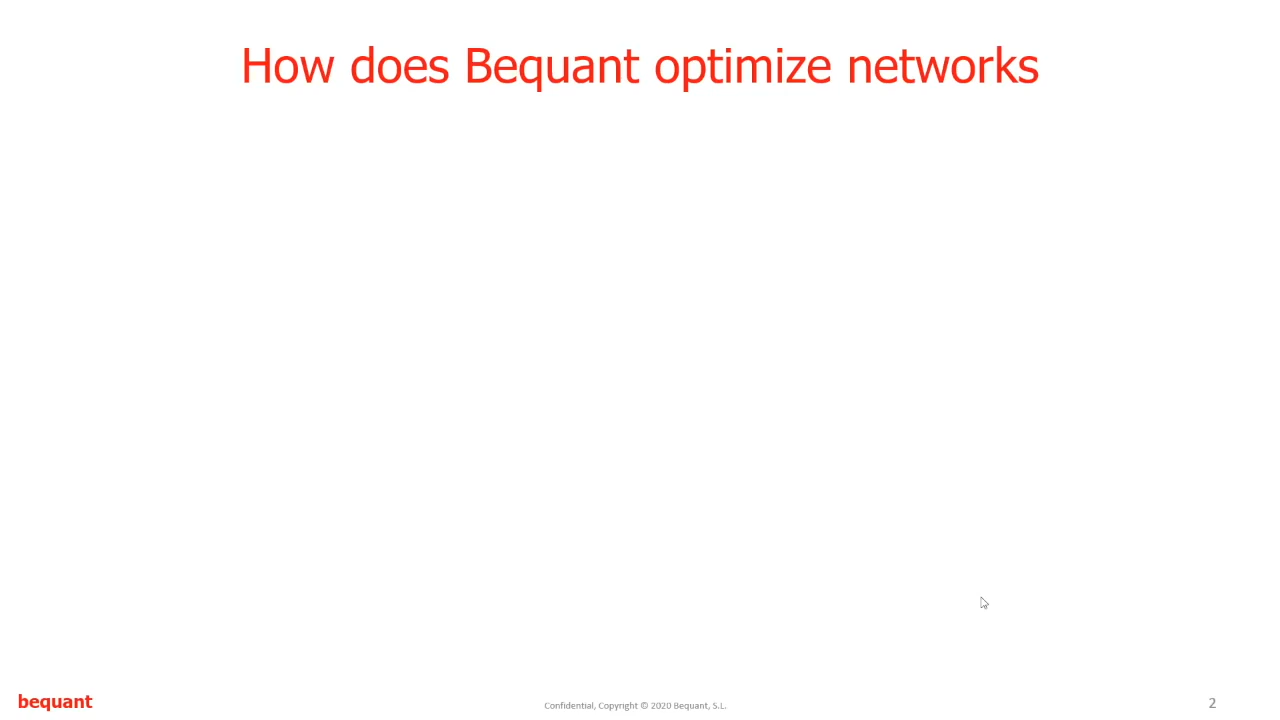 How does Bequant optimize networks
bequant
Confidential, Copyright © 2020 Bequant, S.L.
2